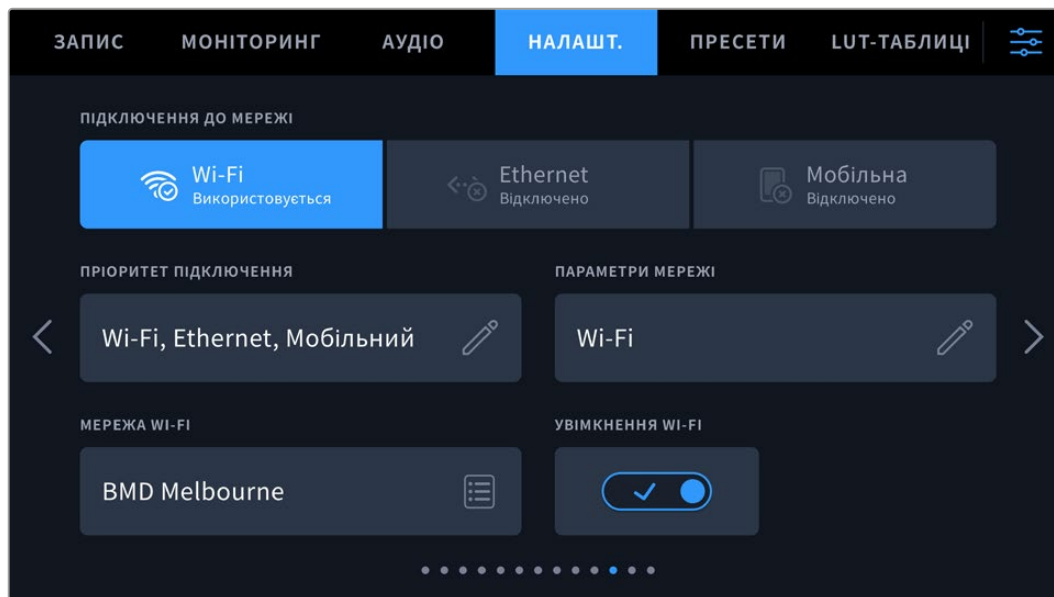 ЗАПИС МОНІТОРИНГ АУДІО НАЛАШТ. ПРЕСЕТИ LUT-ТАБЛИЦІ
ПІДКЛЮЧЕННЯ ДО МЕРЕЖІ
Wi-Fi
Використовується
Ethernet
Відключено
Мобільна
Відключено
ПРІОРИТЕТ ПІДКЛЮЧЕННЯ
Wi-Fi, Ethernet, Мобільний
ПАРАМЕТРИ МЕРЕЖІ
Wi-Fi
МЕРЕЖА WI-FI
BMD Melbourne
УВІМКНЕННЯ WI-FI